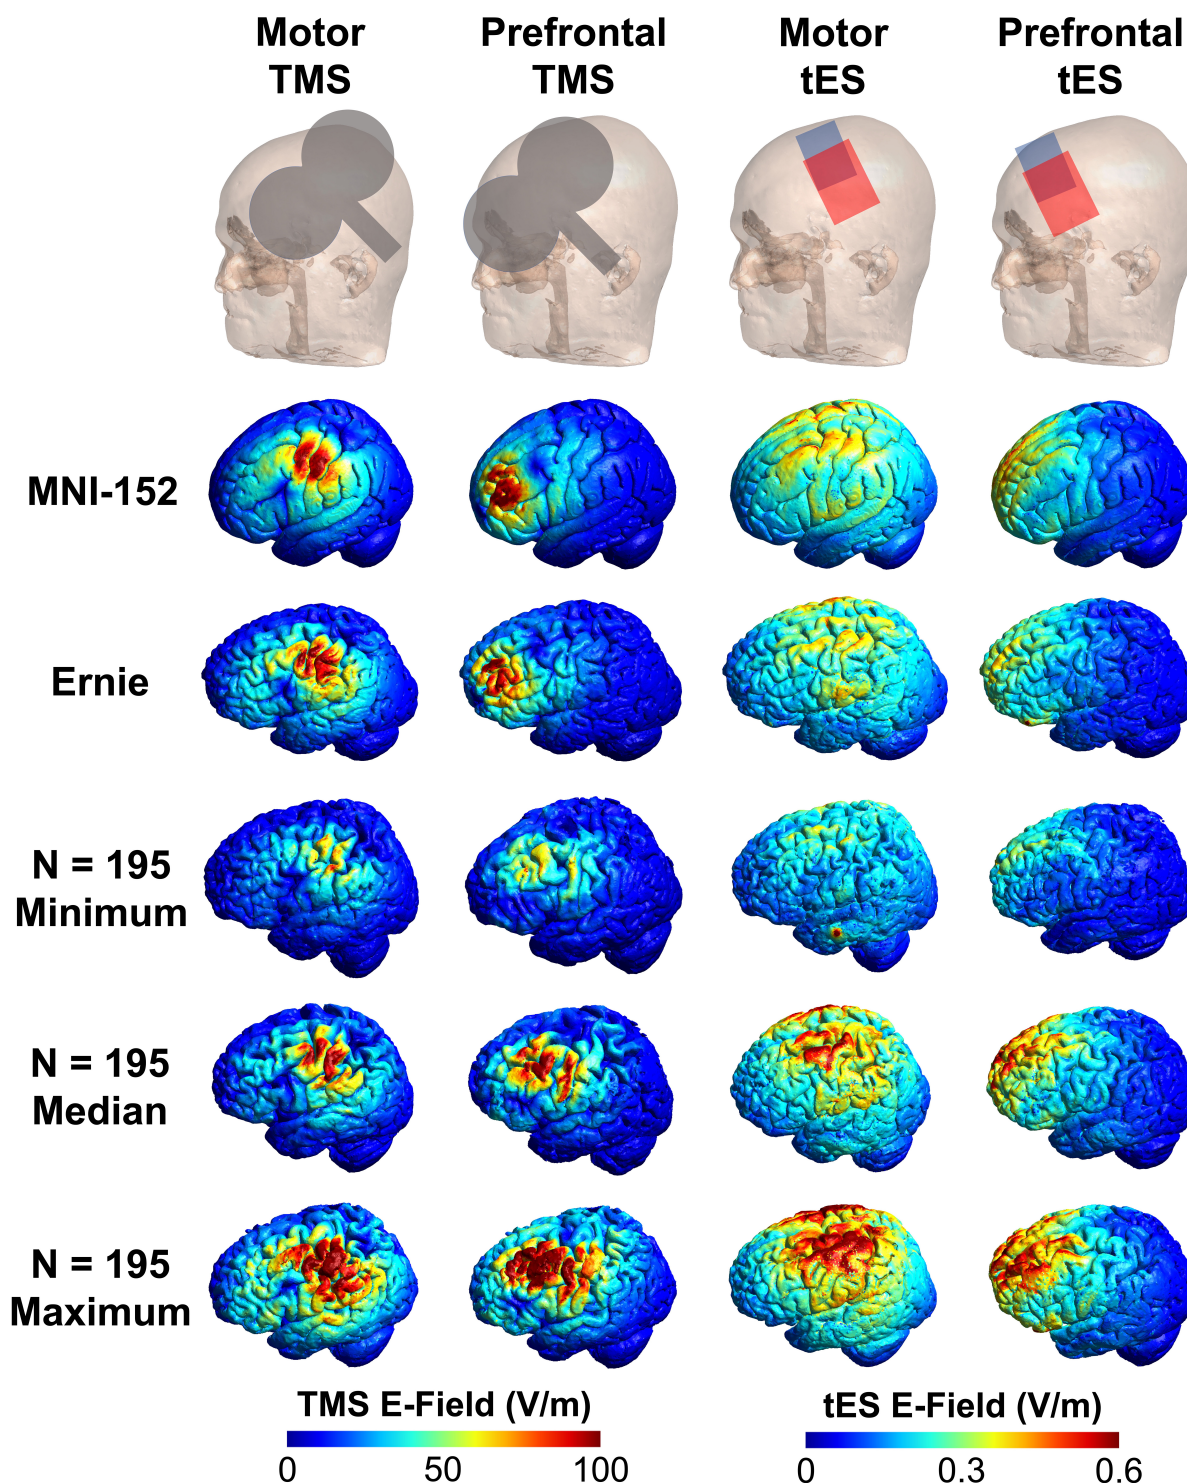 Motor
TMS
Prefrontal
TMS
Motor
tES
Prefrontal
tES
MNI-152
Ernie
N = 195
Minimum
N = 195
Median
N = 195
Maximum
TMS E-Field (V/m)
0 50 100
tES E-Field (V/m)
0 0.3 0.6